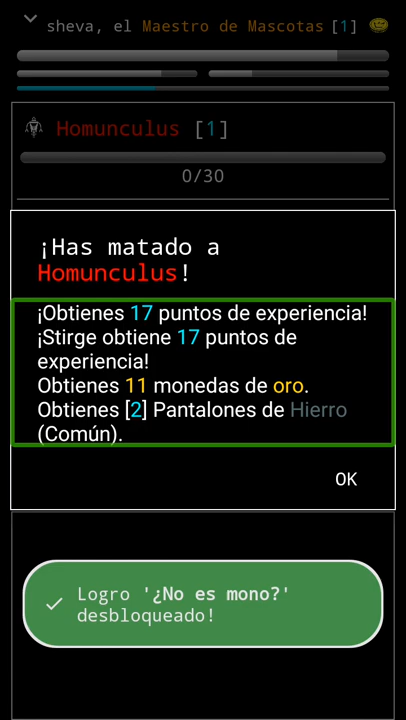 sheva, el Maestro de Mascotas [1]
Homunculus [1]
0/30
¡Has matado a
Homunculus!
¡Obtienes 17 puntos de experiencia!
¡Stirge obtiene 17 puntos de
experiencia!
Obtienes 11 monedas de oro.
Obtienes [2] Pantalones de Hierro
(Común).
OK
Logro '¿No es mono?'
desbloqueado!